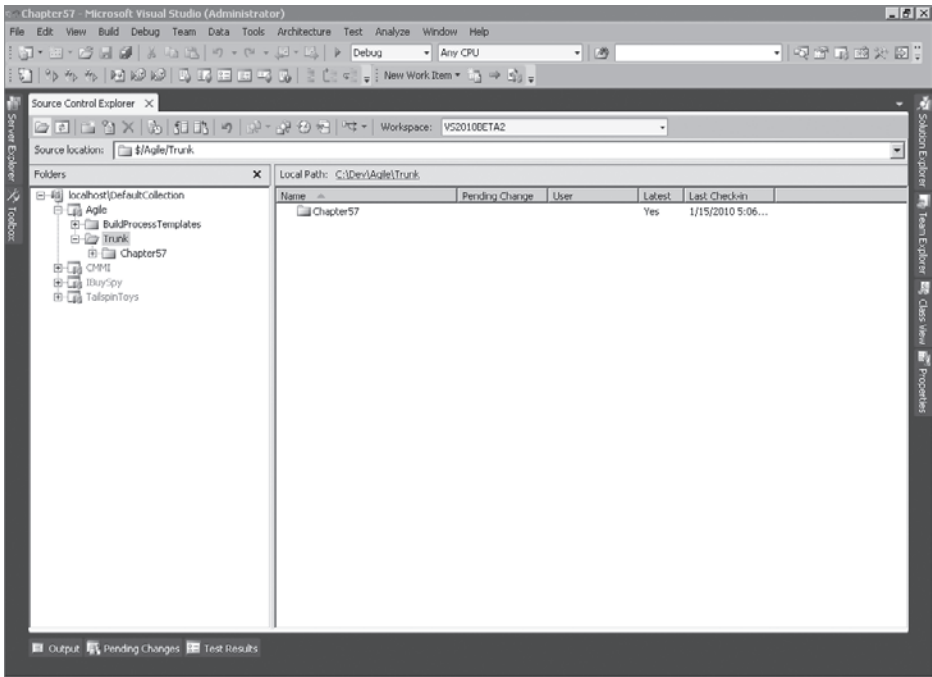 Chapter57 - Microsoft Visual Studio (Administrator)
File Edit View Build Debug Team Data Tools Architecture Test Analyze Window Help
Debug Any CPU
New Work Item
Source Control Explorer
Workspace: VS2010BETA2
Source location: $/Agile/Trunk
Folders
Local Path: C:\Dev\Agile\Trunk
Name Pending Change User Latest Last Check-in
Chapter57 Yes 1/15/2010 5:06...
localhost\DefaultCollection
Agile
BuildProcessTemplates
Trunk
Chapter57
CMMI
IBuySpy
TailspinToys
Server Explorer
Toolbox
Solution Explorer
Team Explorer
Class View
Properties
Output Pending Changes Test Results